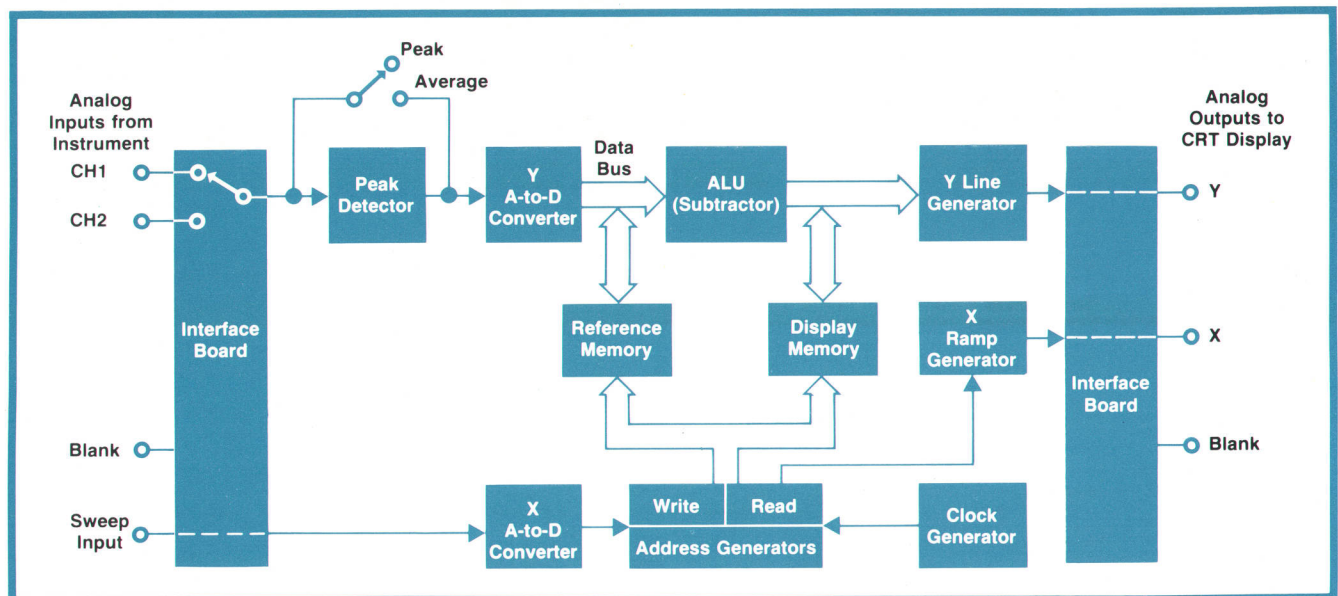 Peak
Average
Analog
Inputs from
Instrument
CH1
CH2
Interface
Board
Blank
Sweep
Input
Peak
Detector
Y
A-to-D
Converter
Data
Bus
ALU
(Subtractor)
Y Line
Generator
Reference
Memory
Display
Memory
X
Ramp
Generator
X
A-to-D
Converter
Write
Read
Address Generators
Clock
Generator
Interface
Board
Analog
Outputs to
CRT Display
Y
X
Blank